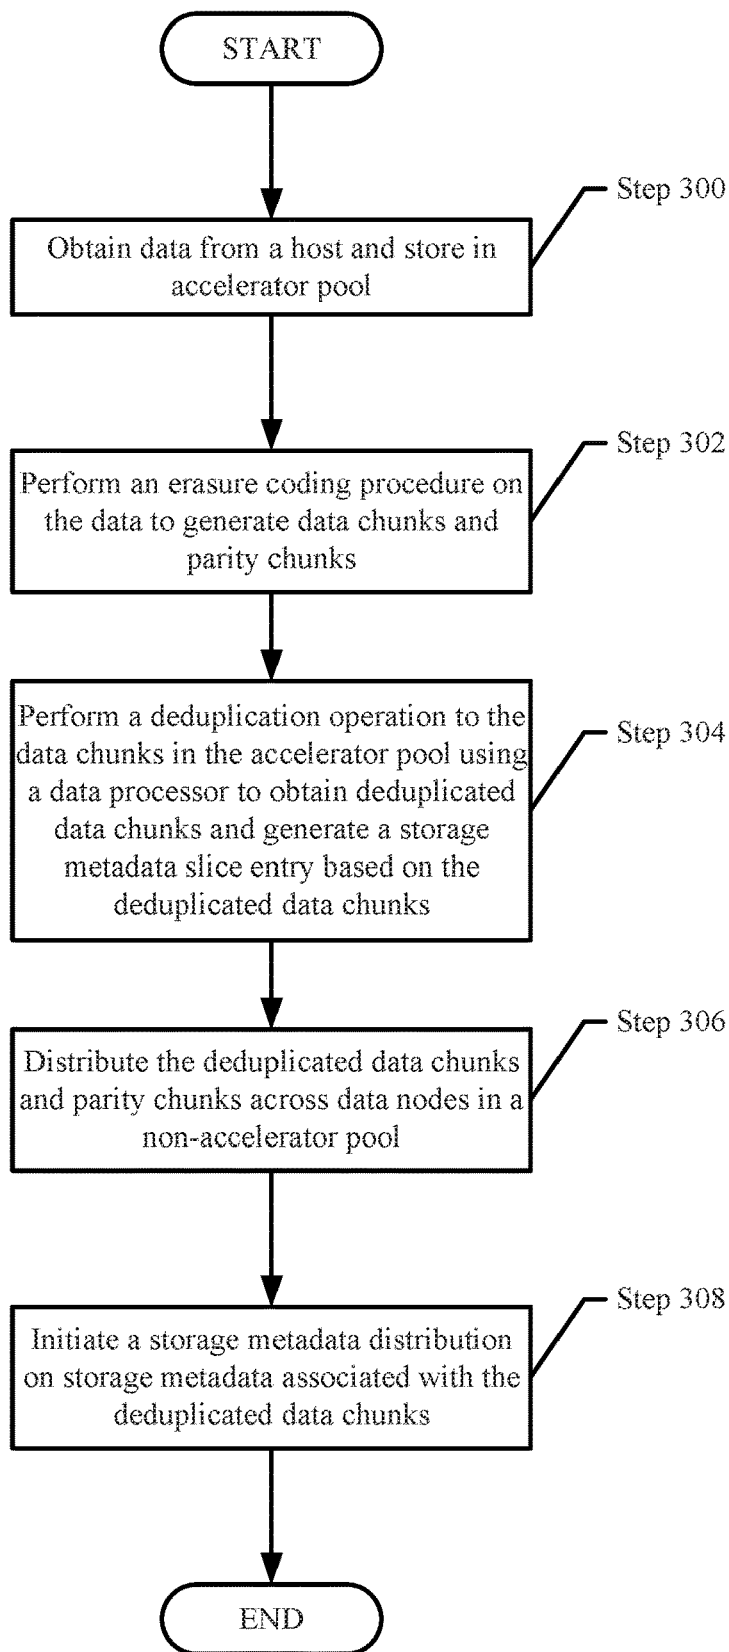 START
Step 300
Obtain data from a host and store in
accelerator pool
Step 302
Perform an erasure coding procedure on
the data to generate data chunks and
parity chunks
Step 304
Perform a deduplication operation to the
data chunks in the accelerator pool using
a data processor to obtain deduplicated
data chunks and generate a storage
metadata slice entry based on the
deduplicated data chunks
Step 306
Distribute the deduplicated data chunks
and parity chunks across data nodes in a
non-accelerator pool
Step 308
Initiate a storage metadata distribution
on storage metadata associated with the
deduplicated data chunks
END